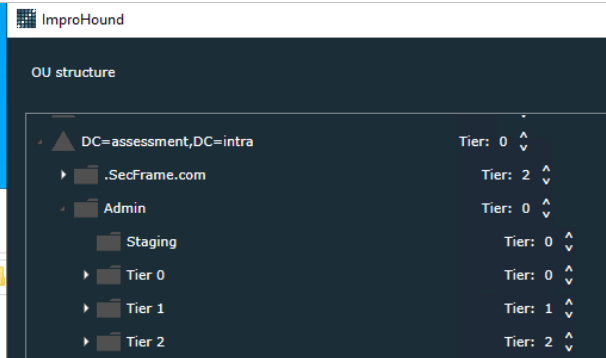 ImproHound
OU structure
DC=assessment,DC=intra Tier: 0
.SecFrame.com Tier: 2
Admin Tier: 0
Staging Tier: 0
Tier 0 Tier: 0
Tier 1 Tier: 1
Tier 2 Tier: 2